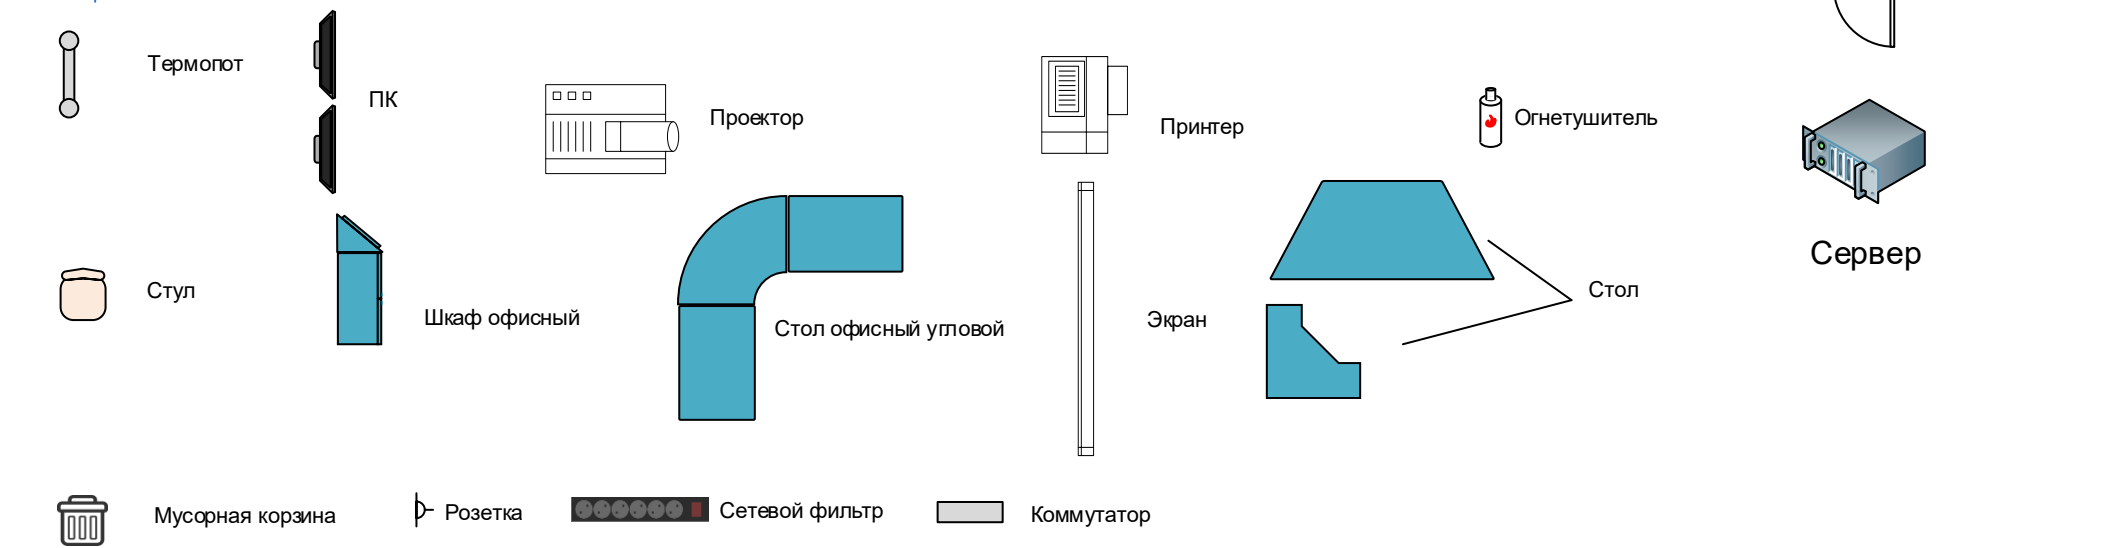 Термопот
ПК
Проектор
Принтер
Огнетушитель
Сервер
Стул
Шкаф офисный
Стол офисный угловой
Экран
Стол
Мусорная корзина
Розетка
Сетевой фильтр
Коммутатор